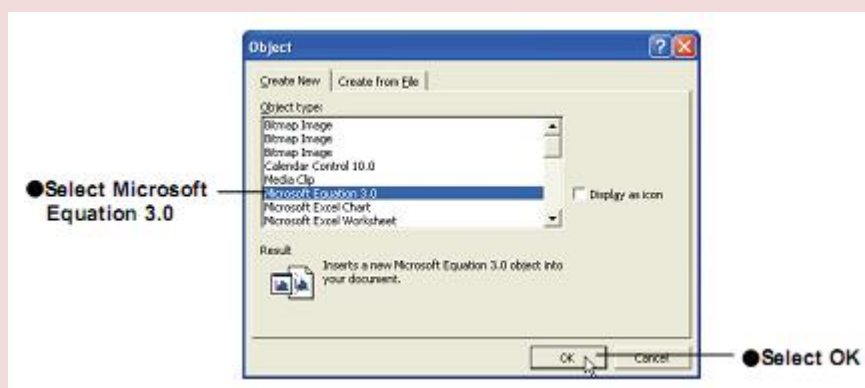 Object
Create New
Create from File
Object type:
Bitmap Image
Bitmap Image
Bitmap Image
Calendar Control 10.0
Media Clip
Microsoft Equation 3.0
Microsoft Excel Chart
Microsoft Excel Worksheet
Display as icon
●Select Microsoft
Equation 3.0
Result
Inserts a new Microsoft Equation 3.0 object into
your document.
OK
Cancel
●Select OK